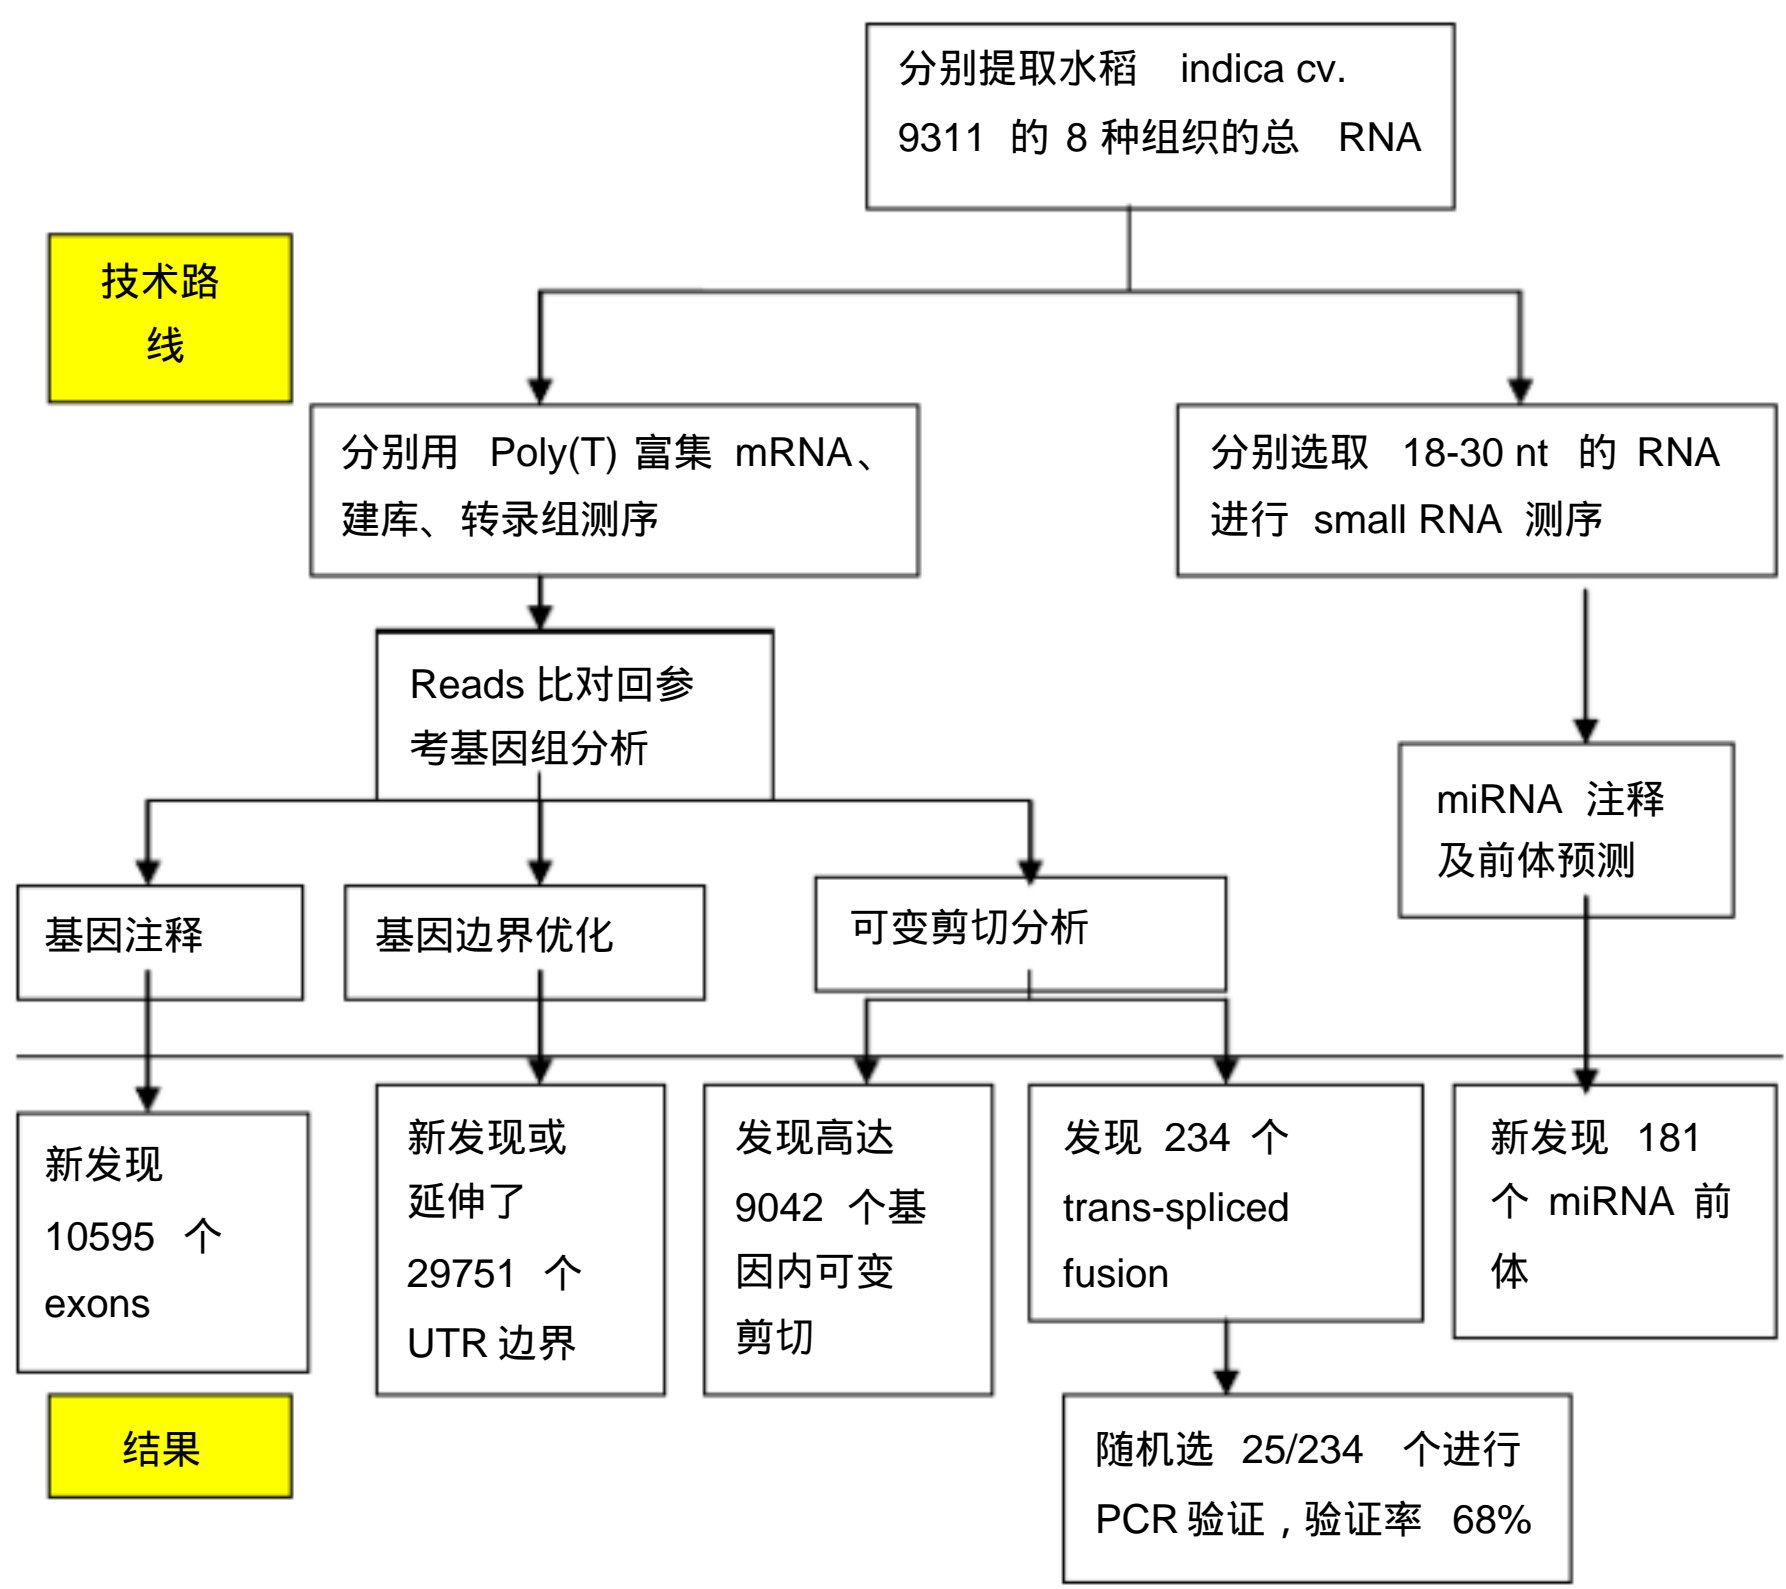 分别提取水稻 indica cv.
9311 的 8 种组织的总 RNA
技术路
线
分别用 Poly(T) 富集 mRNA、
建库、转录组测序
分别选取 18-30 nt 的 RNA
进行 small RNA 测序
Reads 比对回参
考基因组分析
miRNA 注释
及前体预测
基因注释
基因边界优化
可变剪切分析
新发现
10595 个
exons
新发现或
延伸了
29751 个
UTR 边界
发现高达
9042 个基
因内可变
剪切
发现 234 个
trans-spliced
fusion
新发现 181
个 miRNA 前
体
结果
随机选 25/234 个进行
PCR 验证，验证率 68%